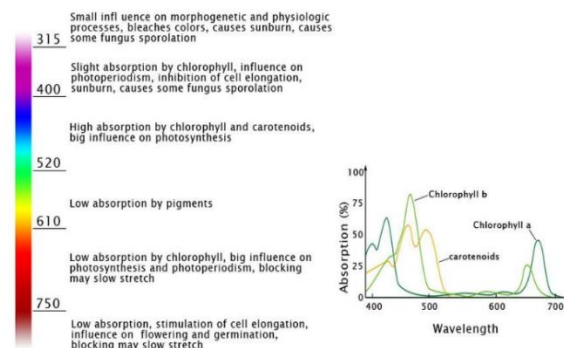 Small infl uence on morphogenetic and physiologic
processes, bleaches colors, causes sunburn, causes
some fungus sporolation
315
Slight absorption by chlorophyll, influence on
photoperiodism, inhibition of cell elongation,
sunburn, causes some fungus sporolation
400
High absorption by chlorophyll and carotenoids,
big influence on photosynthesis
520
Low absorption by pigments
610
Low absorption by chlorophyll, big influence on
photosynthesis and photoperiodism, blocking
may slow stretch
750
Low absorption, stimulation of cell elongation,
influence on flowering and germination,
blocking may slow stretch
Absorption (%)
100
75
50
25
0
Chlorophyll b
Chlorophyll a
carotenoids
400 500 600 700
Wavelength